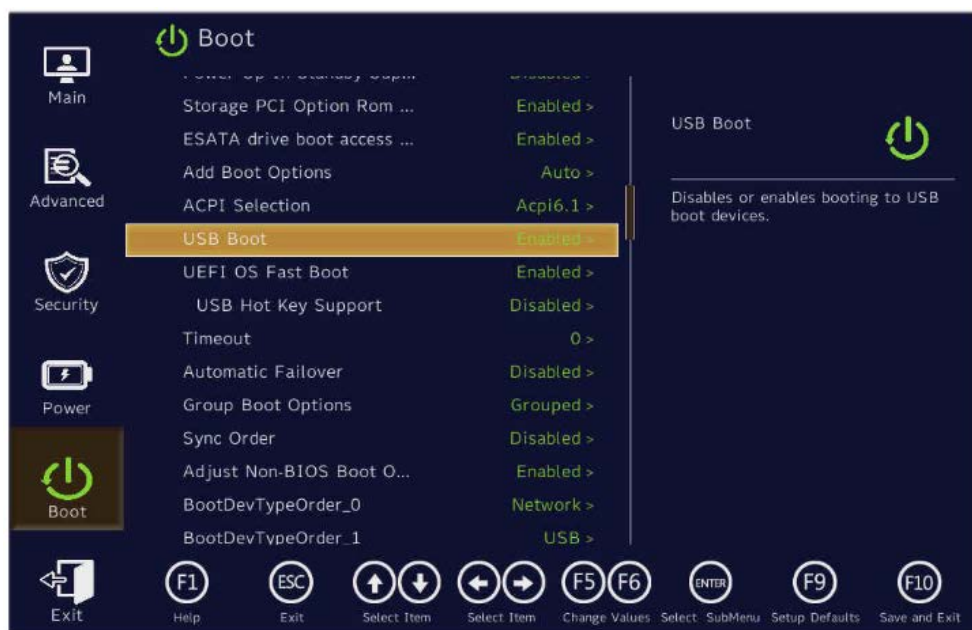 Boot
Main
Advanced
Security
Power
Boot
Exit
Storage PCI Option Rom ... Enabled >
ESATA drive boot access ... Enabled >
Add Boot Options Auto >
ACPI Selection Acpi6.1 >
USB Boot Enabled >
UEFI OS Fast Boot Enabled >
USB Hot Key Support Disabled >
Timeout 0 >
Automatic Failover Disabled >
Group Boot Options Grouped >
Sync Order Disabled >
Adjust Non-BIOS Boot O... Enabled >
BootDevTypeOrder_0 Network >
BootDevTypeOrder_1 USB >
USB Boot
Disables or enables booting to USB
boot devices.
F1 ESC F5 F6 ENTER F9 F10
Help Exit Select Item Select Item Change Values Select SubMenu Setup Defaults Save and Exit